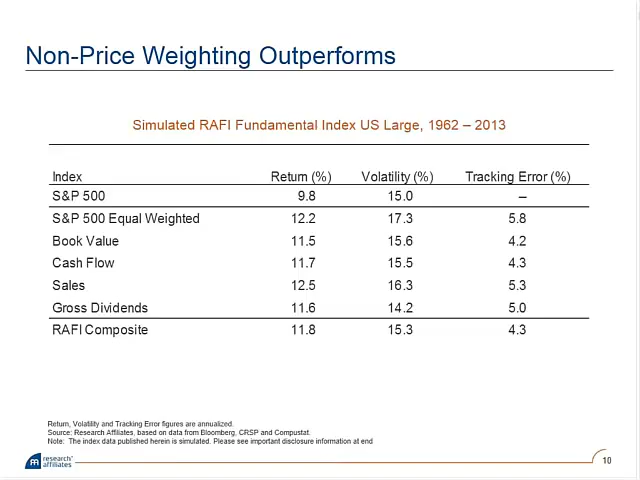 Non-Price Weighting Outperforms
Simulated RAFI Fundamental Index US Large, 1962 – 2013
Index Return (%) Volatility (%) Tracking Error (%)
S&P 500 9.8 15.0 –
S&P 500 Equal Weighted 12.2 17.3 5.8
Book Value 11.5 15.6 4.2
Cash Flow 11.7 15.5 4.3
Sales 12.5 16.3 5.3
Gross Dividends 11.6 14.2 5.0
RAFI Composite 11.8 15.3 4.3
Return, Volatility and Tracking Error figures are annualized.
Source: Research Affiliates, based on data from Bloomberg, CRSP and Compustat.
Note: The index data published herein is simulated. Please see important disclosure information at end
research
affiliates
10